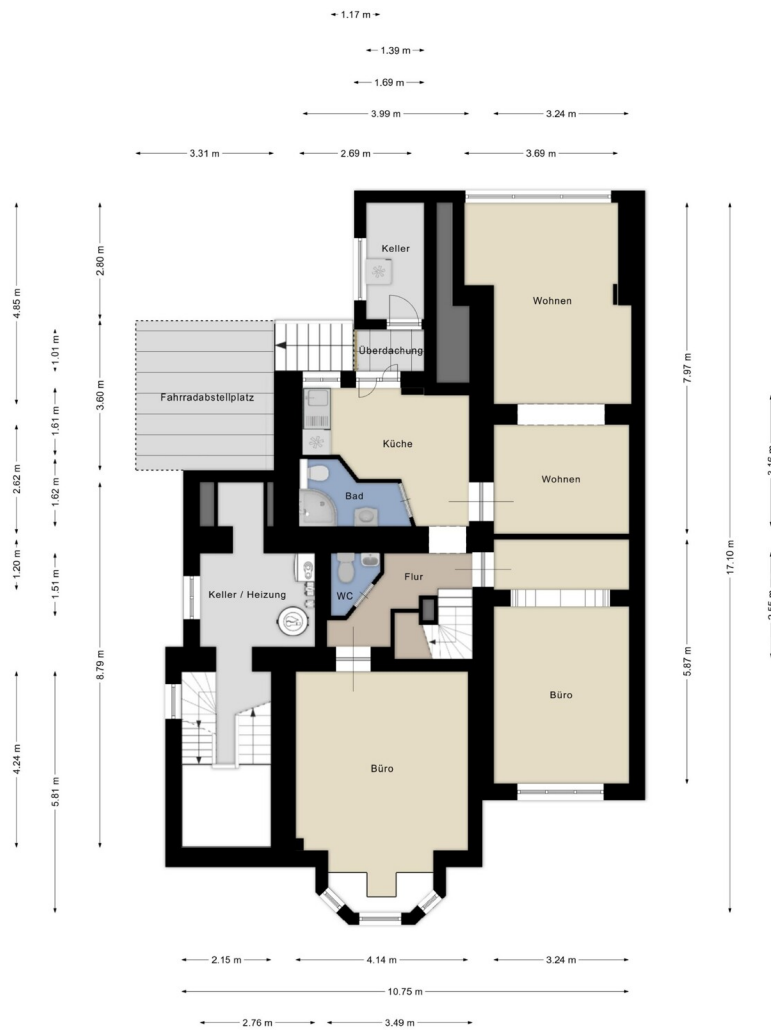 1.17 m
1.39 m
1.69 m
3.99 m
3.24 m
3.31 m
2.69 m
3.69 m
Keller
2.80 m
4.85 m
Wohnen
1.01 m
Überdachung
7.97 m
Fahrradabstellplatz
3.60 m
1.61 m
Küche
2.62 m
1.62 m
Wohnen
Bad
17.10 m
1.20 m
1.51 m
Flur
Keller / Heizung
WC
8.79 m
5.87 m
Büro
4.24 m
Büro
5.81 m
2.15 m
4.14 m
3.24 m
10.75 m
2.76 m
3.49 m